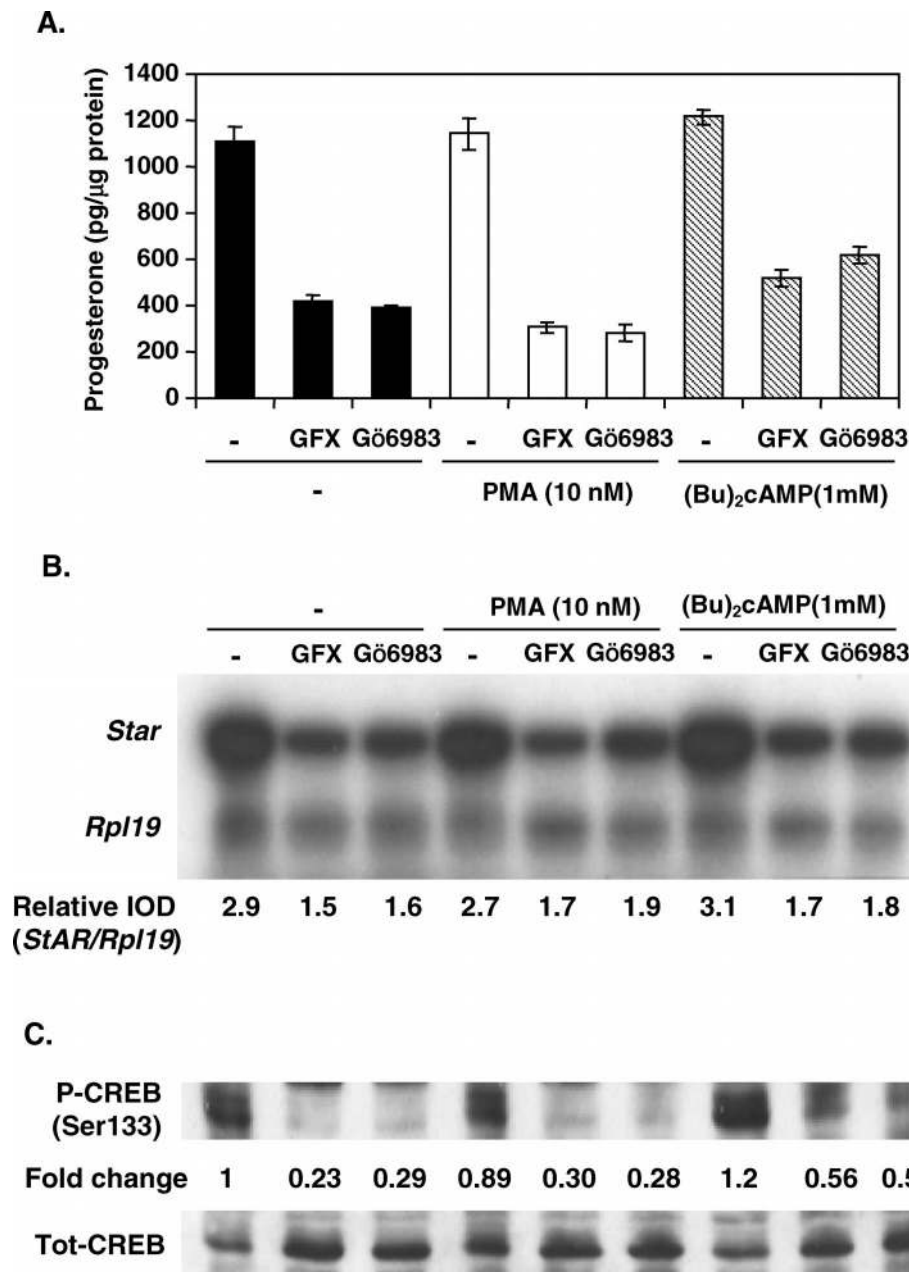 A.
Progesterone (pg/µg protein)
1400
1200
1000
800
600
400
200
0
- GFX Gö6983 - GFX Gö6983 - GFX Gö6983
- PMA (10 nM) (Bu)₂cAMP(1mM)
B.
- PMA (10 nM) (Bu)₂cAMP(1mM)
- GFX Gö6983 - GFX Gö6983 - GFX Gö6983
Star
Rpl19
Relative IOD 2.9 1.5 1.6 2.7 1.7 1.9 3.1 1.7 1.8
(StAR/Rpl19)
C.
P-CREB
(Ser133)
Fold change 1 0.23 0.29 0.89 0.30 0.28 1.2 0.56
Tot-CREB